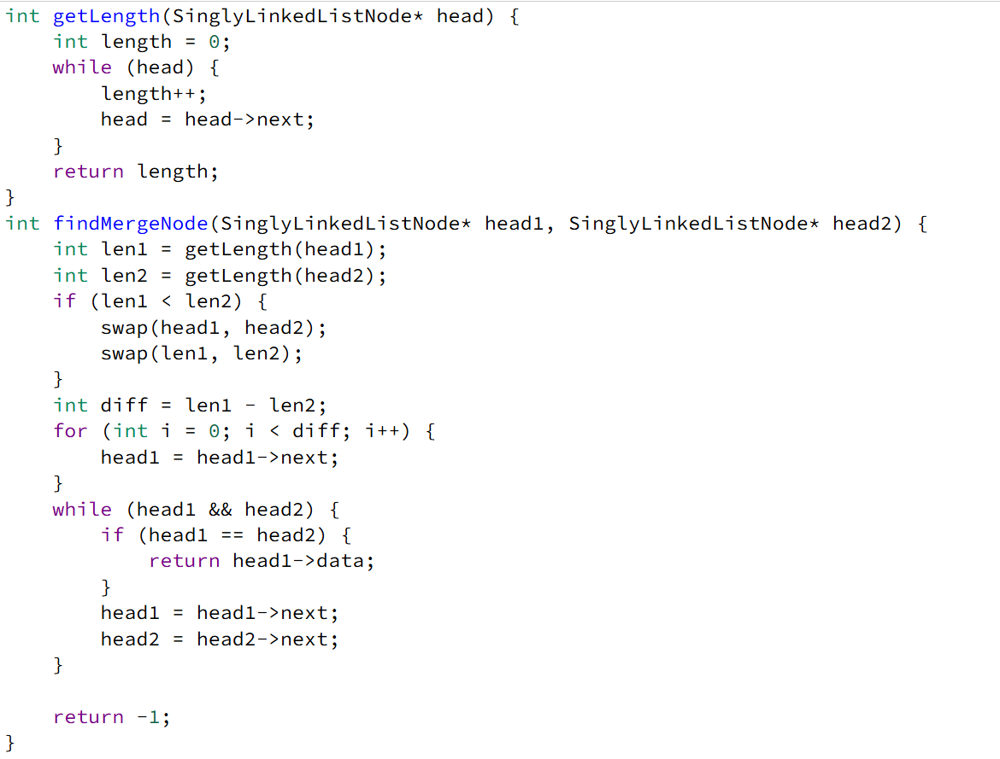 int getLength(SinglyLinkedListNode* head) {
    int length = 0;
    while (head) {
        length++;
        head = head->next;
    }
    return length;
}
int findMergeNode(SinglyLinkedListNode* head1, SinglyLinkedListNode* head2) {
    int len1 = getLength(head1);
    int len2 = getLength(head2);
    if (len1 < len2) {
        swap(head1, head2);
        swap(len1, len2);
    }
    int diff = len1 - len2;
    for (int i = 0; i < diff; i++) {
        head1 = head1->next;
    }
    while (head1 && head2) {
        if (head1 == head2) {
            return head1->data;
        }
        head1 = head1->next;
        head2 = head2->next;
    }

    return -1;
}